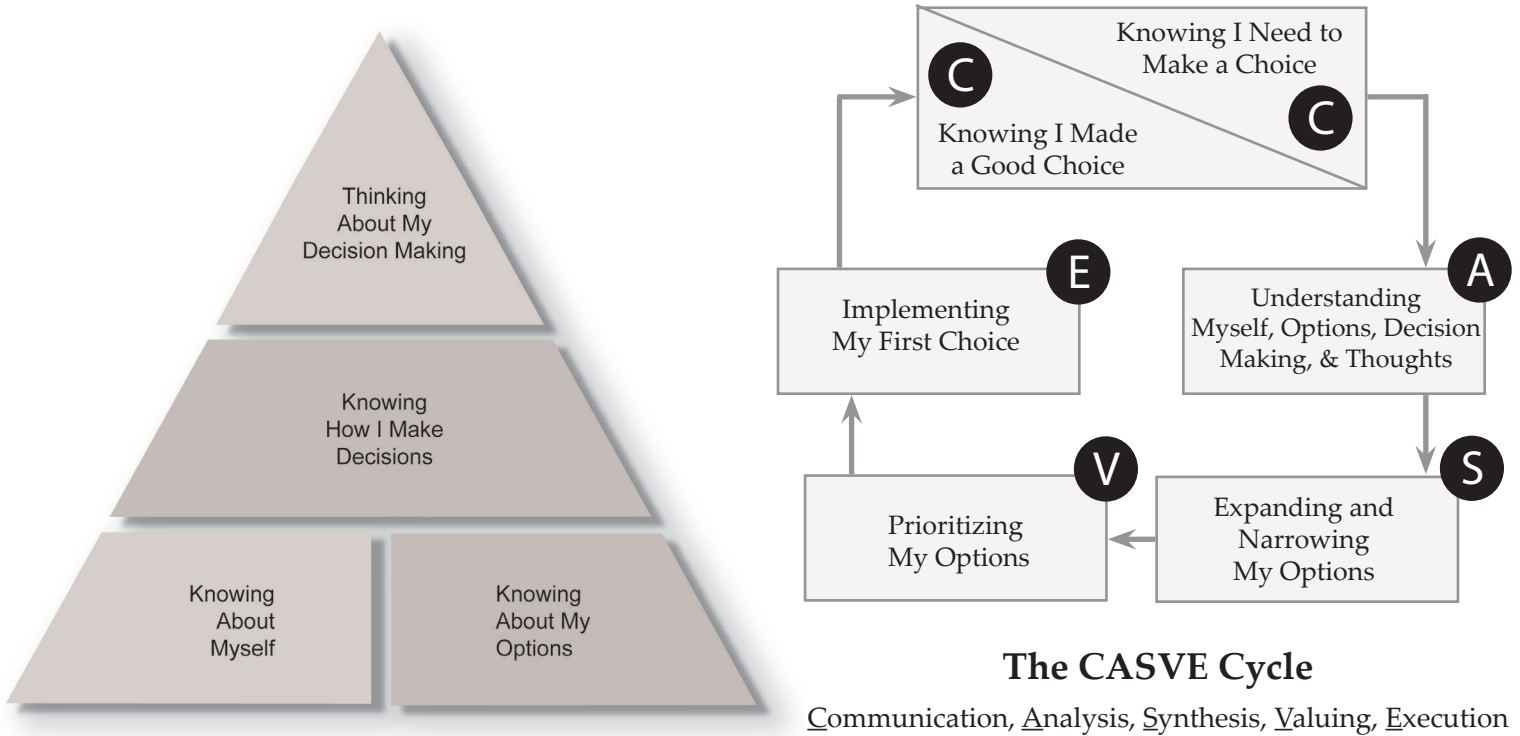 Thinking
About My
Decision Making
Knowing
How I Make
Decisions
Knowing
About
Myself
Knowing
About My
Options
Knowing I Need to
Make a Choice
C
C
Knowing I Made
a Good Choice
A
Understanding
Myself, Options, Decision
Making, & Thoughts
S
Expanding and
Narrowing
My Options
V
Prioritizing
My Options
E
Implementing
My First Choice
The CASVE Cycle
Communication, Analysis, Synthesis, Valuing, Execution